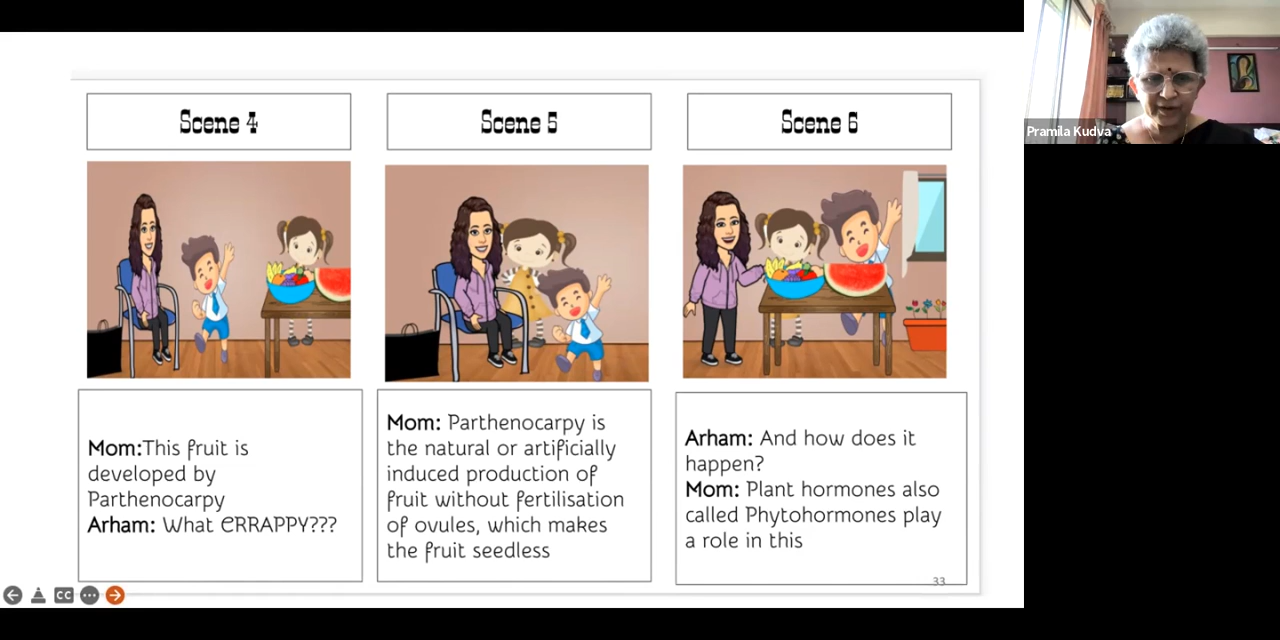 Scene 4
Scene 5
Scene 6
Pramila Kudva
Mom:This fruit is
developed by
Parthenocarpy
Arham: What ERRAPPY???
Mom: Parthenocarpy is
the natural or artificially
induced production of
fruit without fertilisation
of ovules, which makes
the fruit seedless
Arham: And how does it
happen?
Mom: Plant hormones also
called Phytohormones play
a role in this
33
CC